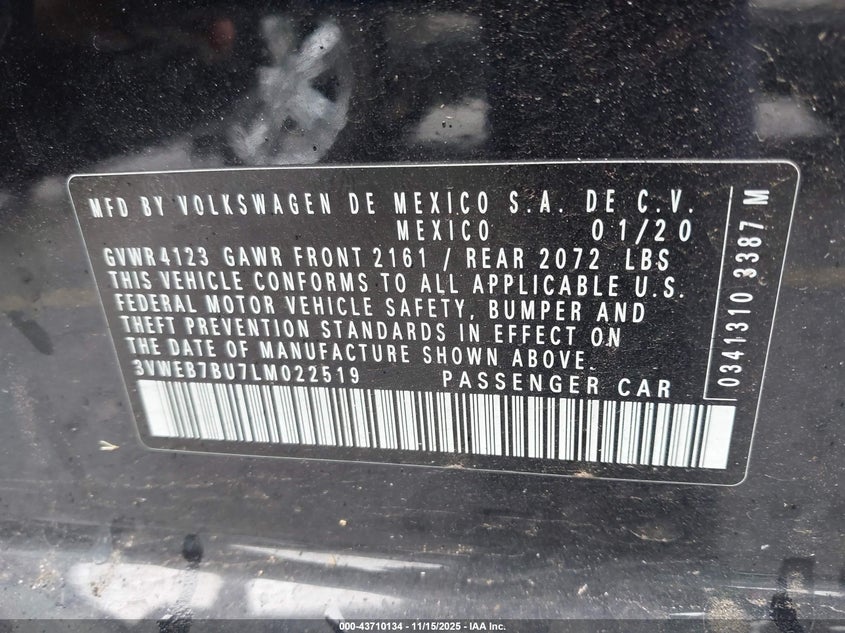 MFD BY VOLKSWAGEN DE MEXICO S.A. DE C.V.
MEXICO 01/20
GVWR4123 GAWR FRONT 2161 / REAR 2072 LBS
THIS VEHICLE CONFORMS TO ALL APPLICABLE U.S.
FEDERAL MOTOR VEHICLE SAFETY, BUMPER AND
THEFT PREVENTION STANDARDS IN EFFECT ON
THE DATE OF MANUFACTURE SHOWN ABOVE.
3VWEB7BU7LM022519 PASSENGER CAR
0341310 3387 M
000-43710134 - 11/15/2025 - IAA Inc.